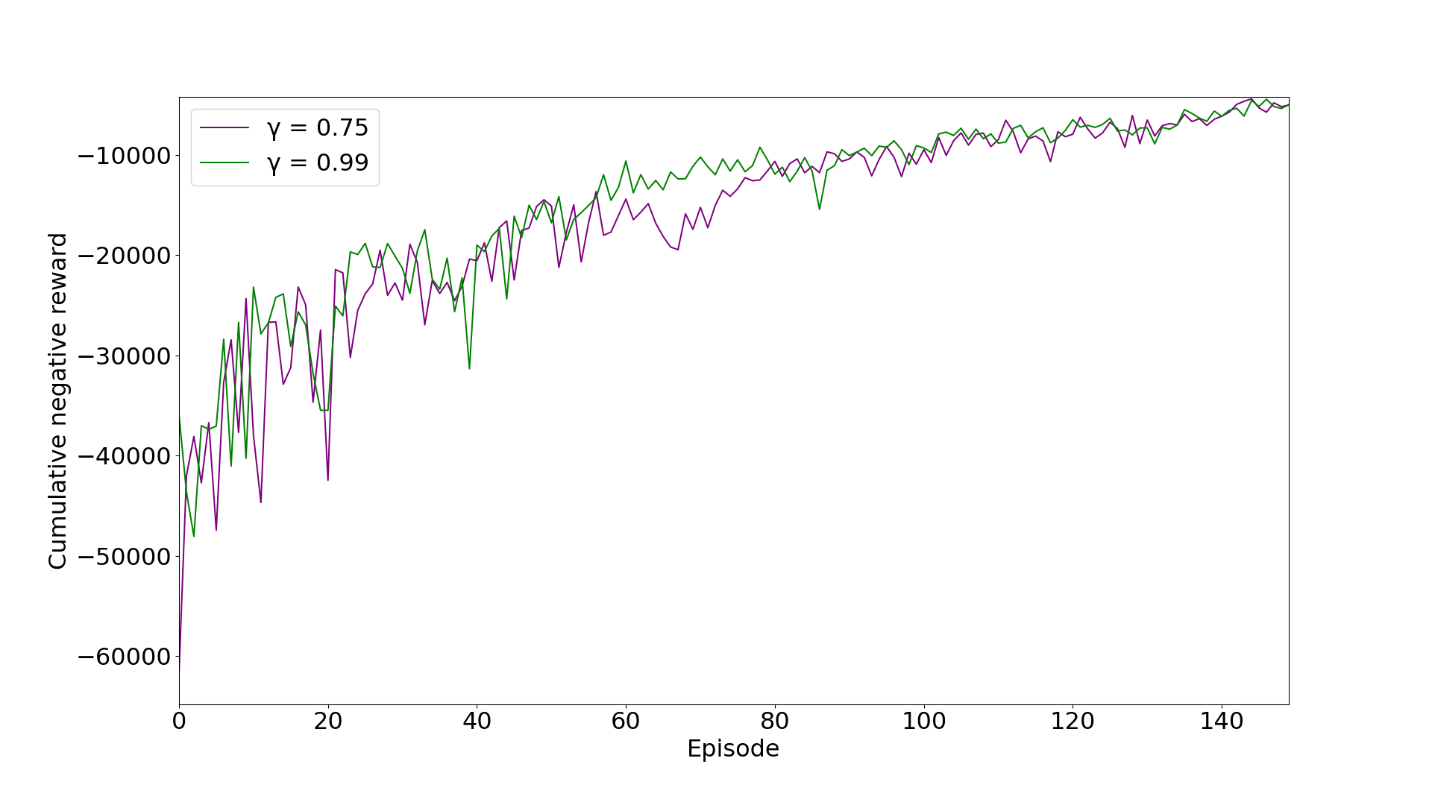 γ = 0.75
γ = 0.99
−10000
−20000
−30000
−40000
−50000
−60000
Cumulative negative reward
0 20 40 60 80 100 120 140
Episode